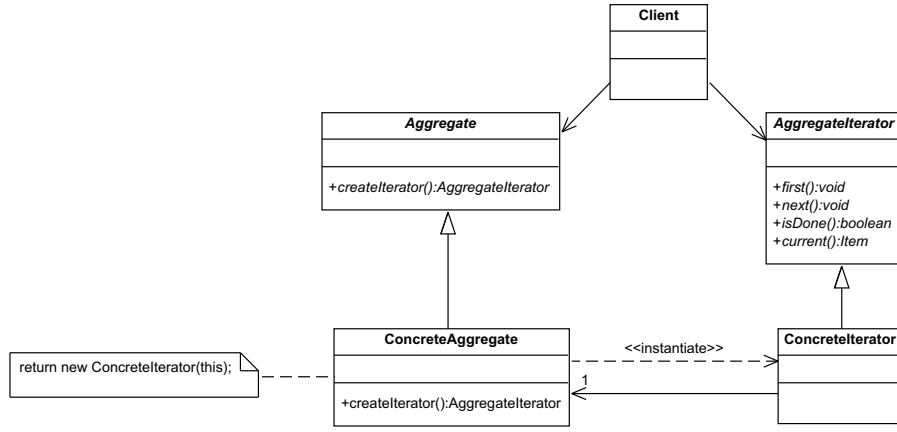 Client
Aggregate
+createIterator():AggregateIterator
AggregateIterator
+first():void
+next():void
+isDone():boolean
+current():Item
return new ConcreteIterator(this);
ConcreteAggregate
+createIterator():AggregateIterator
<<instantiate>>
1
ConcreteIterator